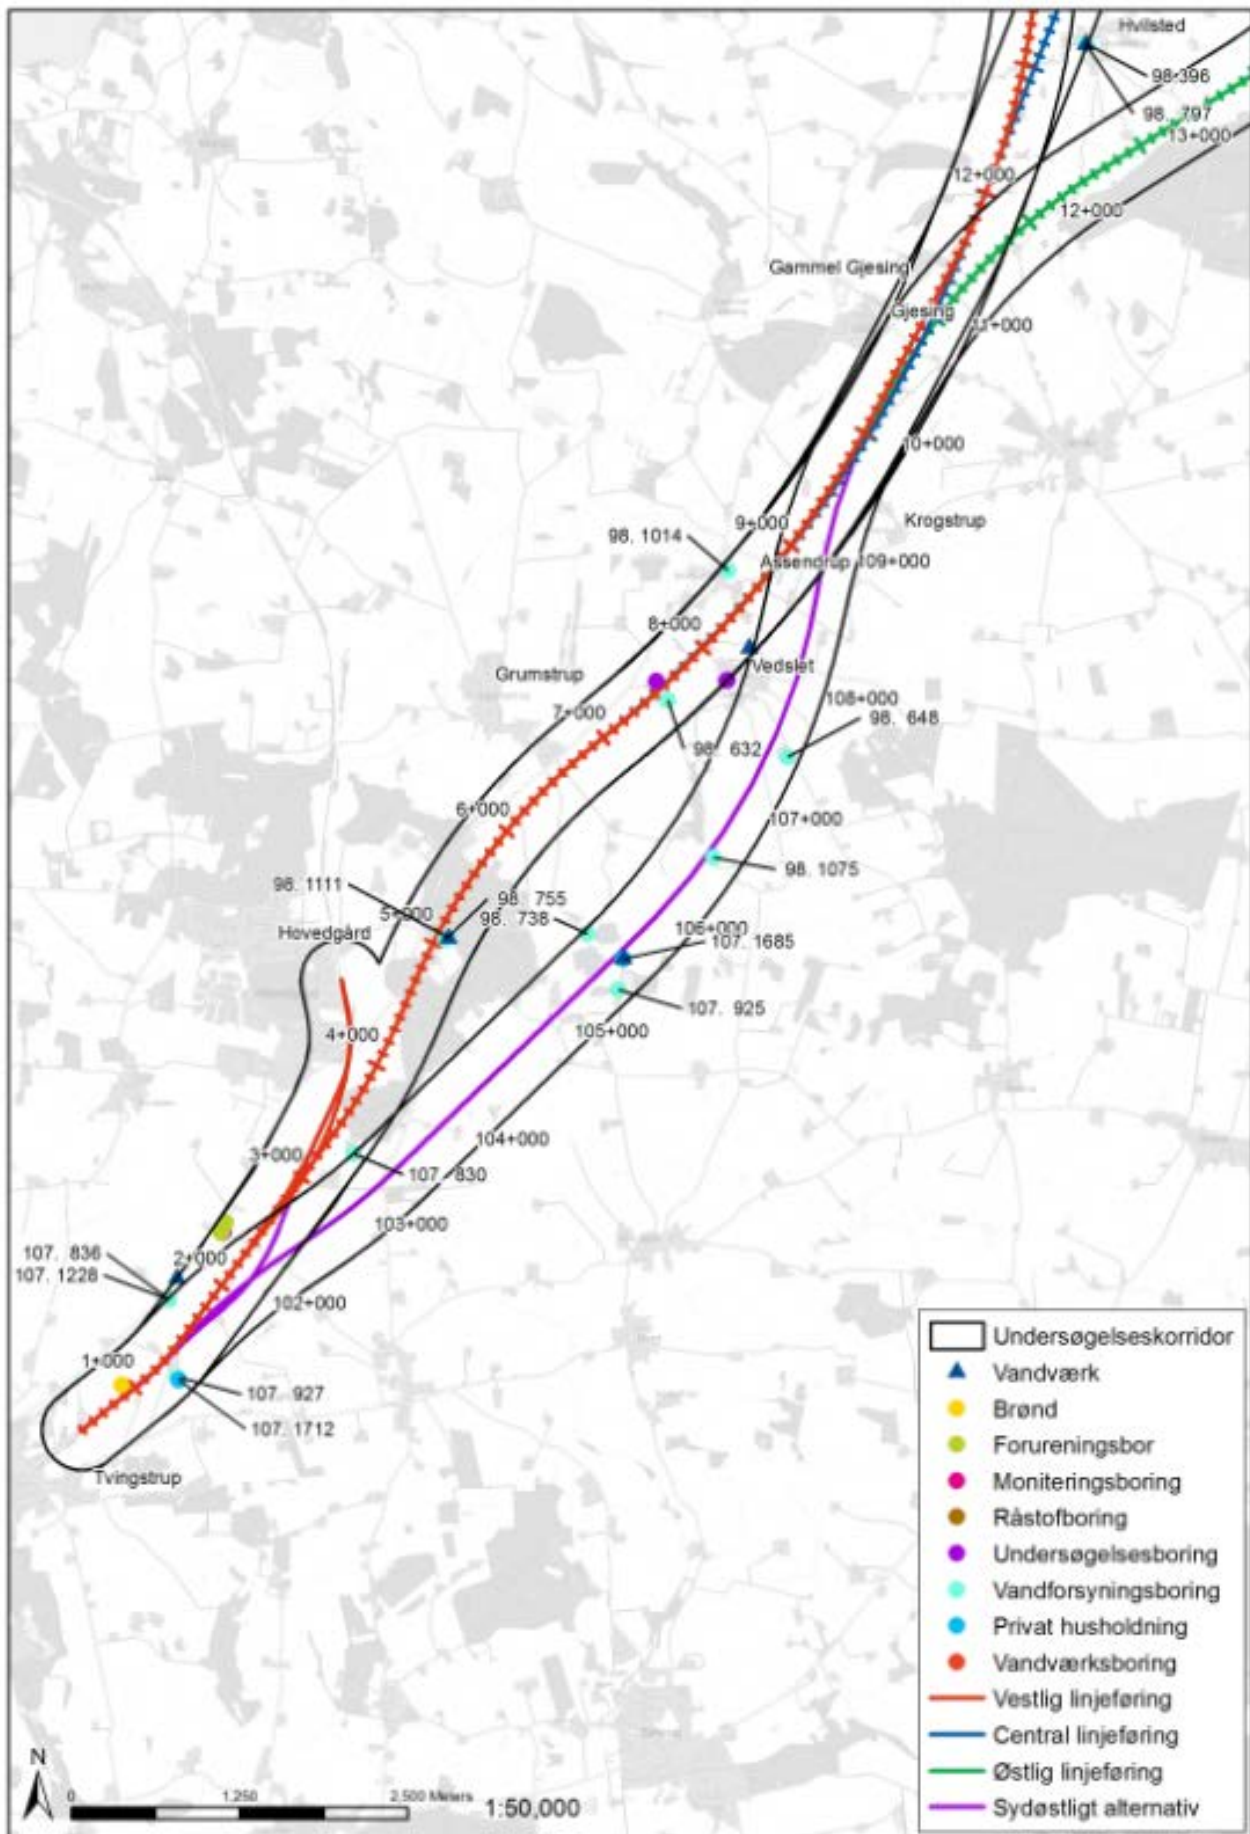 Hvilsted
98.396
98. 797
13+000
12+000
12+000
Gammel Gjesing
Gjesing
11+000
10+000
Krogstrup
9+000
98. 1014
Assendrup
109+000
8+000
Vedslet
Grumstrup
108+000
7+000
98. 648
98. 632
6+000
107+000
98. 1075
98. 1111
98. 755
5+000
98. 738
106+000
Hovedgård
107. 1685
107. 925
4+000
105+000
104+000
3+000
107. 830
103+000
107. 836
2+000
107. 1228
102+000
1+000
107. 927
107. 1712
Tvingstrup
Undersøgelseskorridor
Vandværk
Brønd
Forureningsbor
Moniteringsboring
Råstofboring
Undersøgelsesboring
Vandforsyningsboring
Privat husholdning
Vandværksboring
Vestlig linjeføring
Central linjeføring
Østlig linjeføring
Sydøstligt alternativ
N
0 1.250 2.500 Meters
1:50,000